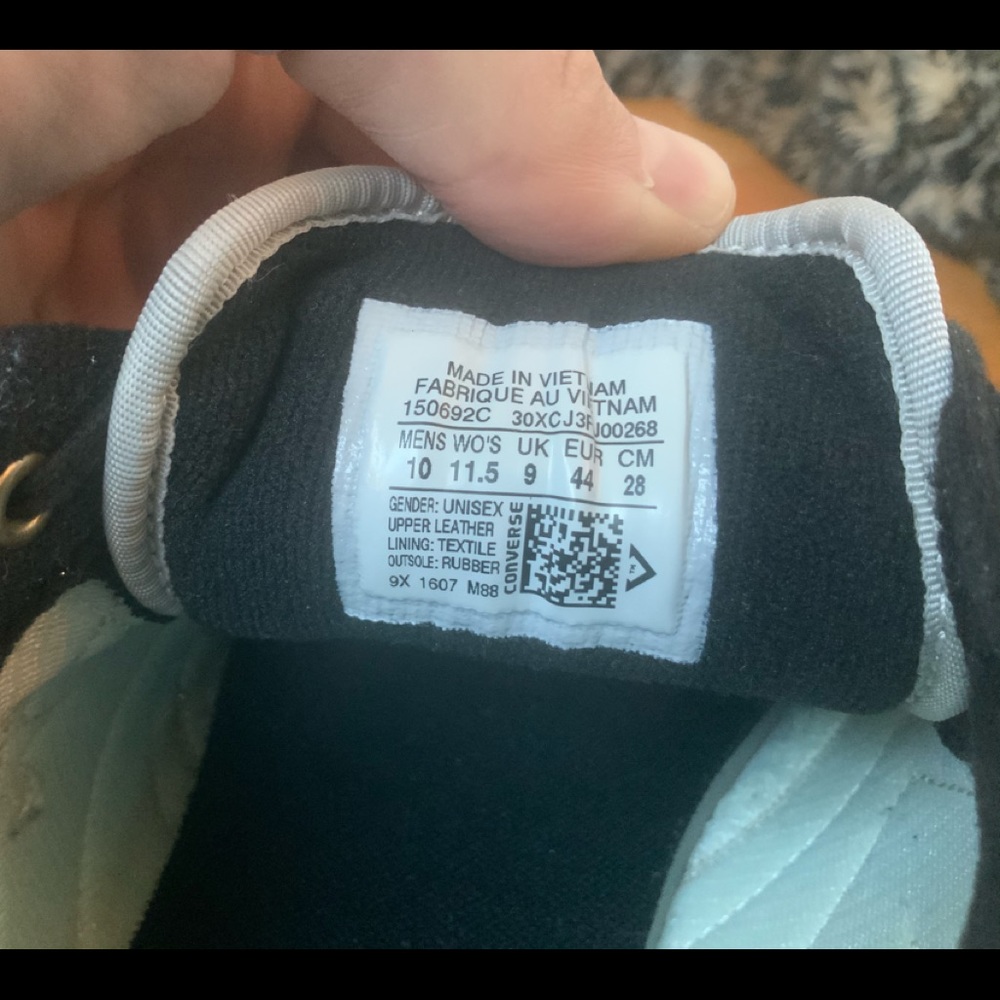 MADE IN VIETNAM
FABRIQUE AU VIETNAM
150692C
MENS WO'S UK EUR CM
10 11.5 9 44 28
GENDER: UNISEX
UPPER LEATHER
LINING: TEXTILE
OUTSOLE: RUBBER
9X 1607 M88
CONVERSE
TM